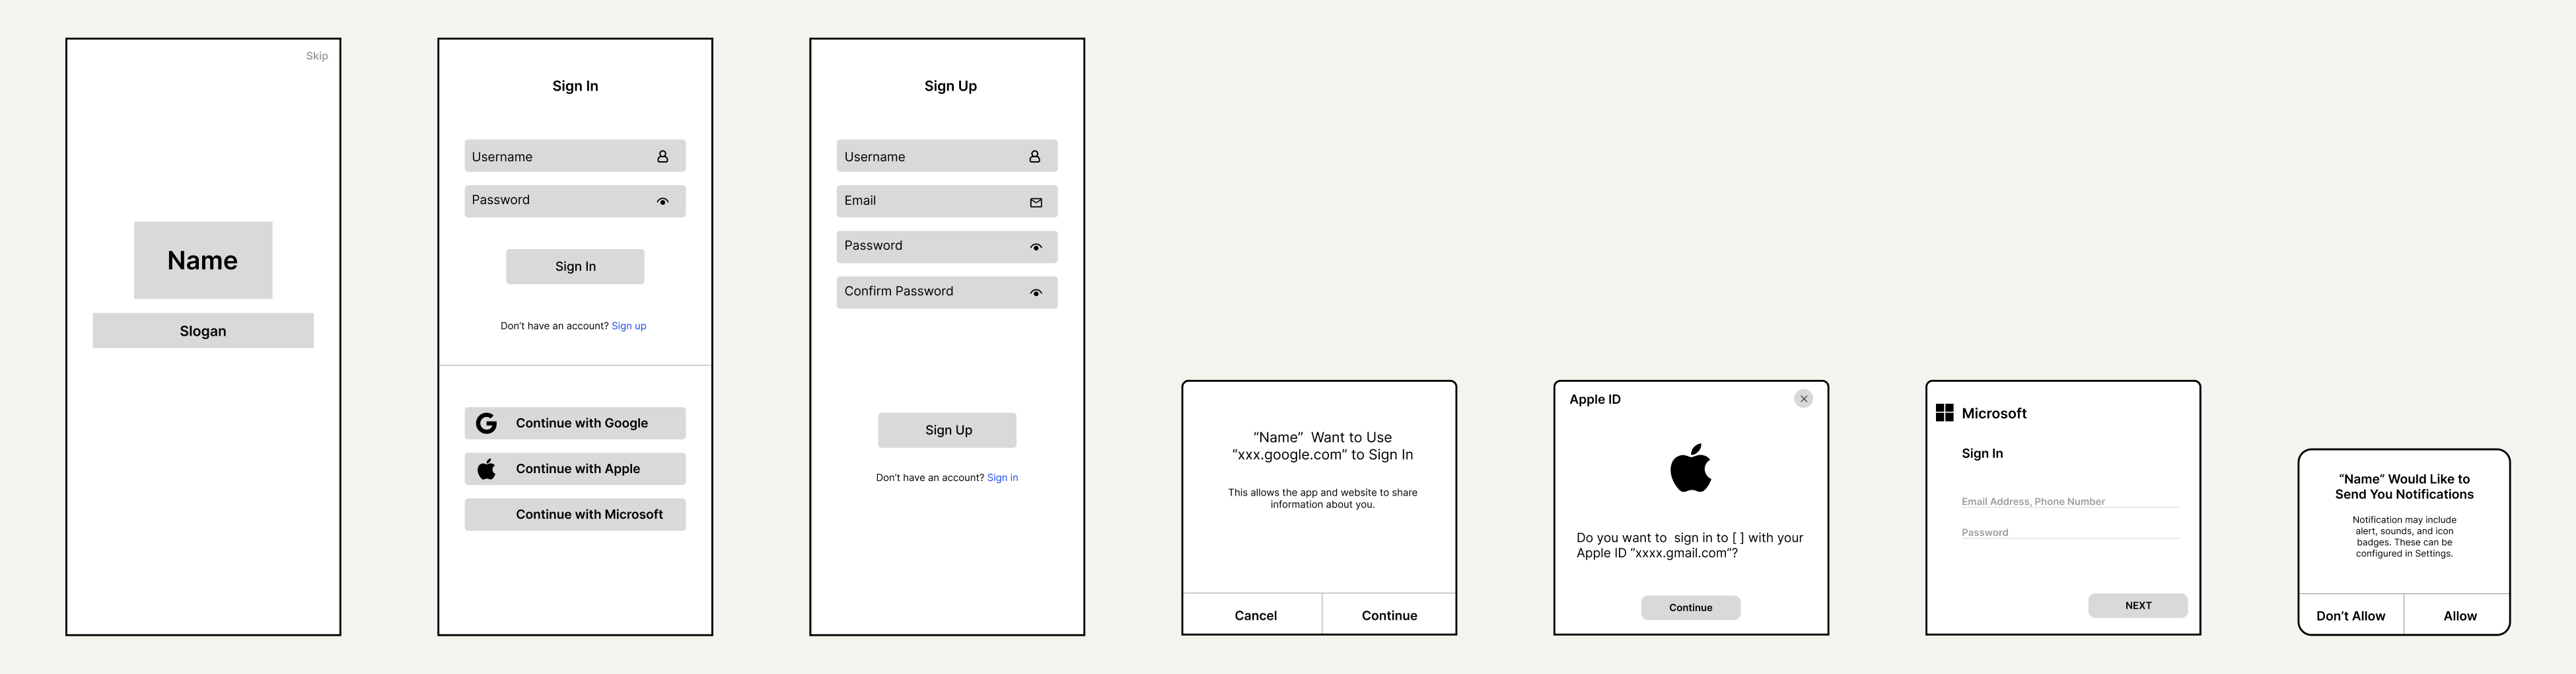 Skip
Name
Slogan
Sign In
Username
Password
Sign In
Don't have an account? Sign up
Continue with Google
Continue with Apple
Continue with Microsoft
Sign Up
Username
Email
Password
Confirm Password
Sign Up
Don't have an account? Sign in
“Name”  Want to Use
“xxx.google.com” to Sign In
This allows the app and website to share
information about you.
Cancel
Continue
Apple ID
Do you want to  sign in to [ ] with your
Apple ID “xxxx.gmail.com”?
Continue
Microsoft
Sign In
Email Address, Phone Number
Password
NEXT
“Name” Would Like to
Send You Notifications
Notification may include
alert, sounds, and icon
badges. These can be
configured in Settings.
Don’t Allow
Allow